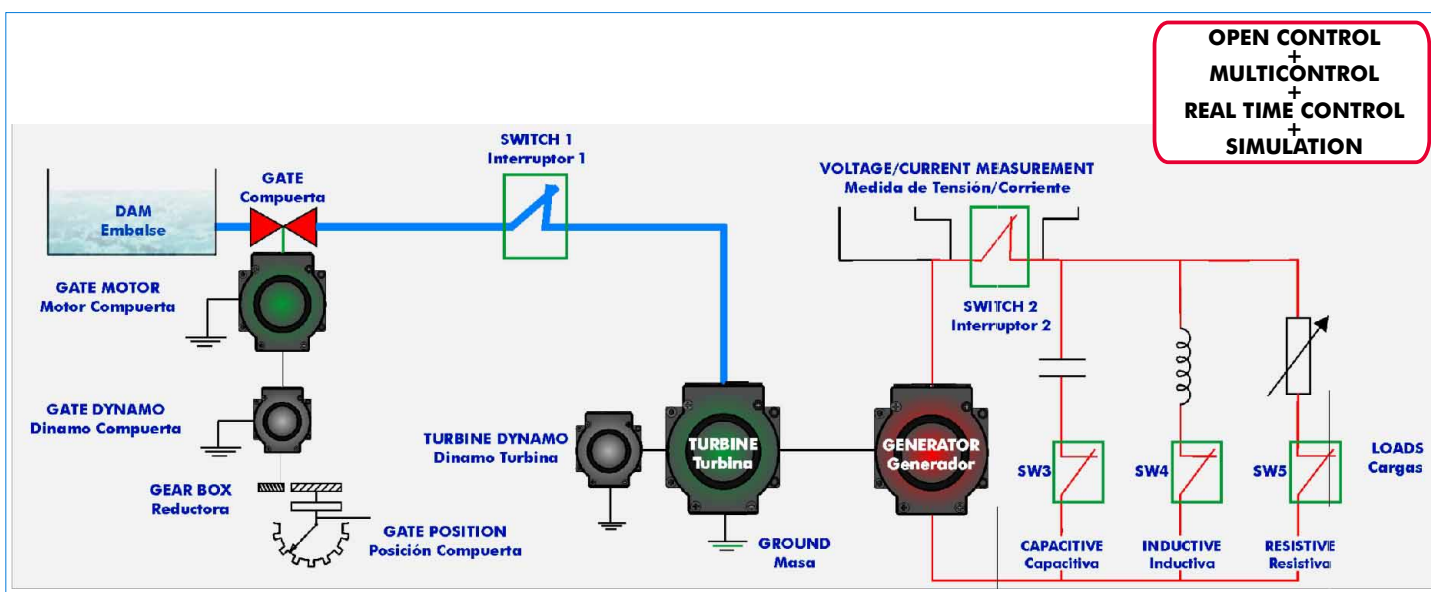 OPEN CONTROL
+
MULTICONTROL
+
REAL TIME CONTROL
+
SIMULATION
SWITCH 1
Interruptor 1
GATE
Compuerta
VOLTAGE/CURRENT MEASUREMENT
Medida de Tensión/Corriente
DAM
Embalse
GATE MOTOR
Motor Compuerta
SWITCH 2
Interruptor 2
GATE DYNAMO
Dinamo Compuerta
TURBINE DYNAMO
Dinamo Turbina
TURBINE
Turbina
GENERATOR
Generador
SW3
SW4
SW5
LOADS
Cargas
GEAR BOX
Reductora
GATE POSITION
Posición Compuerta
GROUND
Masa
CAPACITIVE
Capacitiva
INDUCTIVE
Inductiva
RESISTIVE
Resistiva